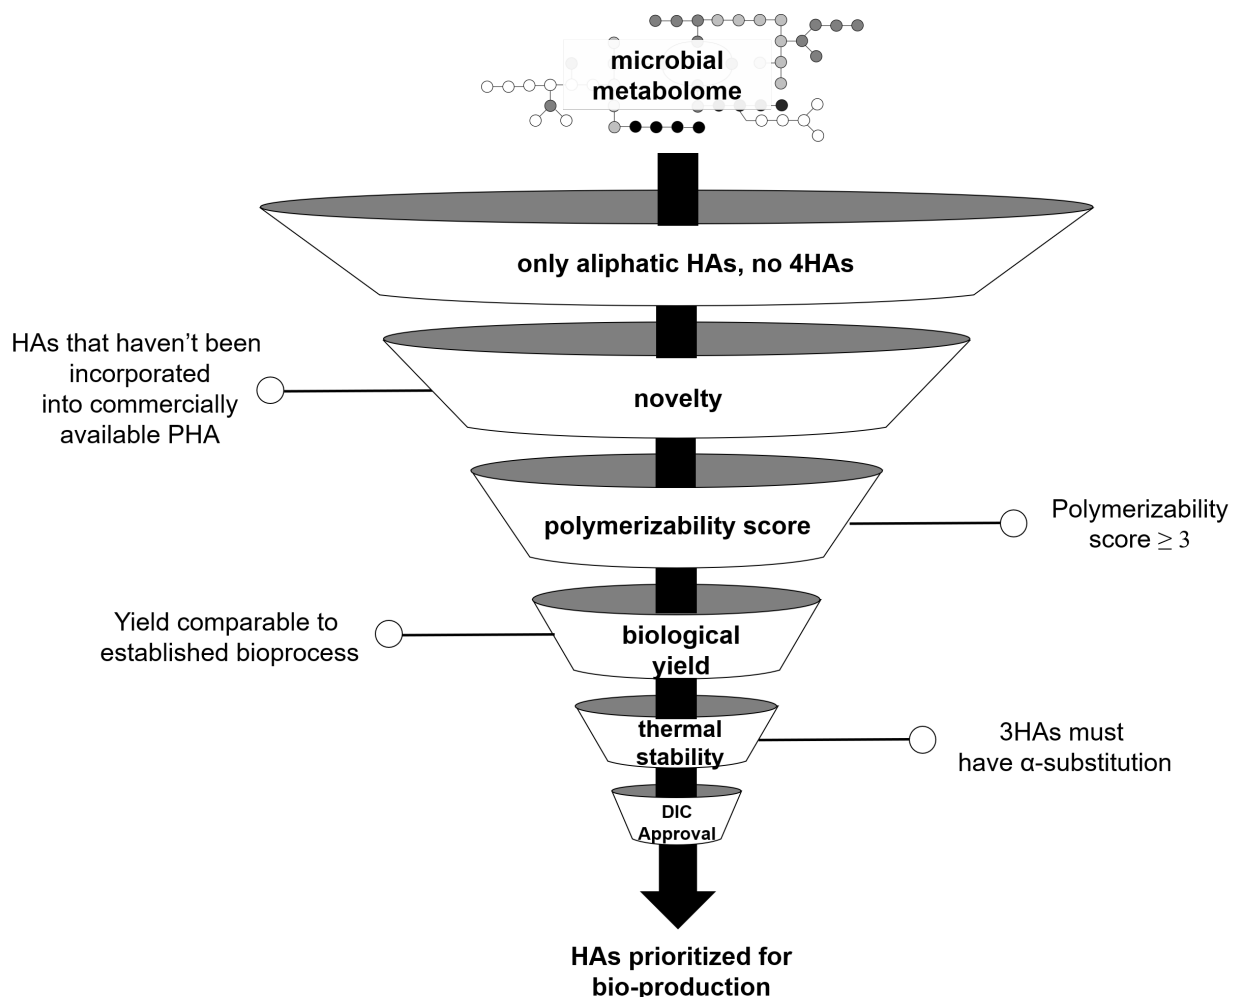 microbial
metabolome
only aliphatic HAs, no 4HAs
HAs that haven’t been
incorporated
into commercially
available PHA
novelty
polymerizability score
Polymerizability
score ≥ 3
Yield comparable to
established bioprocess
biological
yield
thermal
stability
3HAs must
have α-substitution
DIC
Approval
HAs prioritized for
bio-production